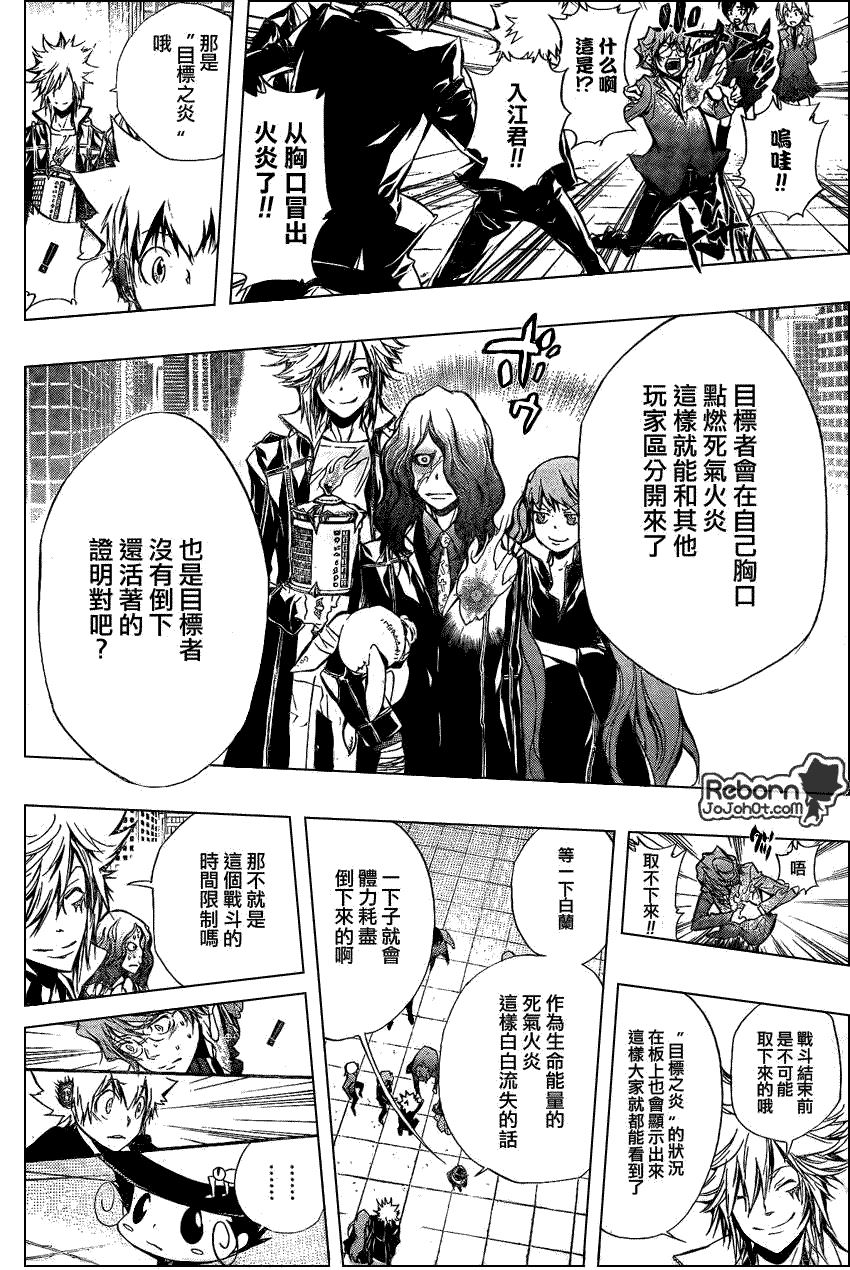 嗚哇!!
什么啊
這是!?
入江君!!
从胸口冒出
火炎了!!
那是
“目標之炎”
哦
!
目標者會在自己胸口
點燃死氣火炎
這樣就能和其他
玩家區分開來了
ボウ
也是目標者
沒有倒下
還活著的
證明對吧?
Reborn
JoJoHOt.com
唔
取不下來!!
戰斗結束前
是不可能
取下來的哦
“目標之炎”的狀況
在板上也會顯示出來
這樣大家就都能看到了
等一下白蘭
作為生命能量的
死氣火炎
這樣白白流失的話
一下子就會
體力耗盡
倒下來的啊
那不就是
這個戰斗的
時間限制嗎
!
……
……